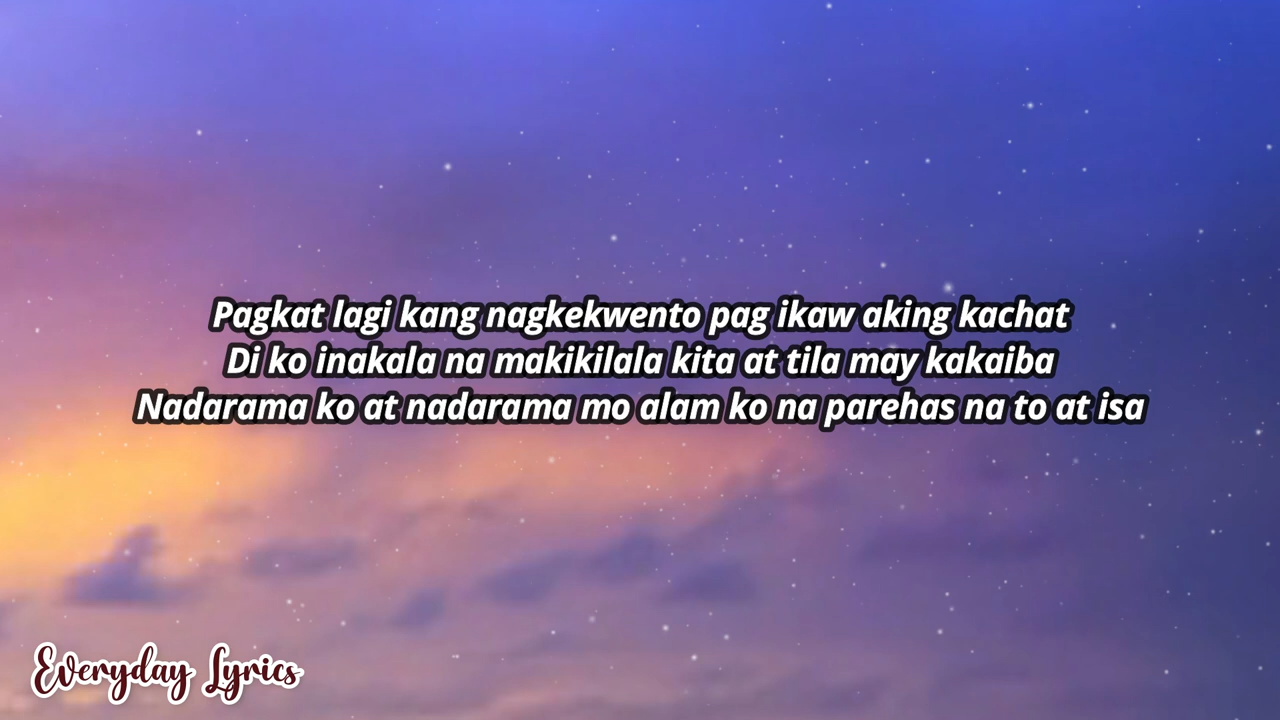 Pagkat lagi kang nagkekwento pag ikaw aking kachat
Di ko inakala na makikilala kita at tila may kakaiba
Nadarama ko at nadarama mo alam ko na parehas na to at isa
Everyday Lyrics